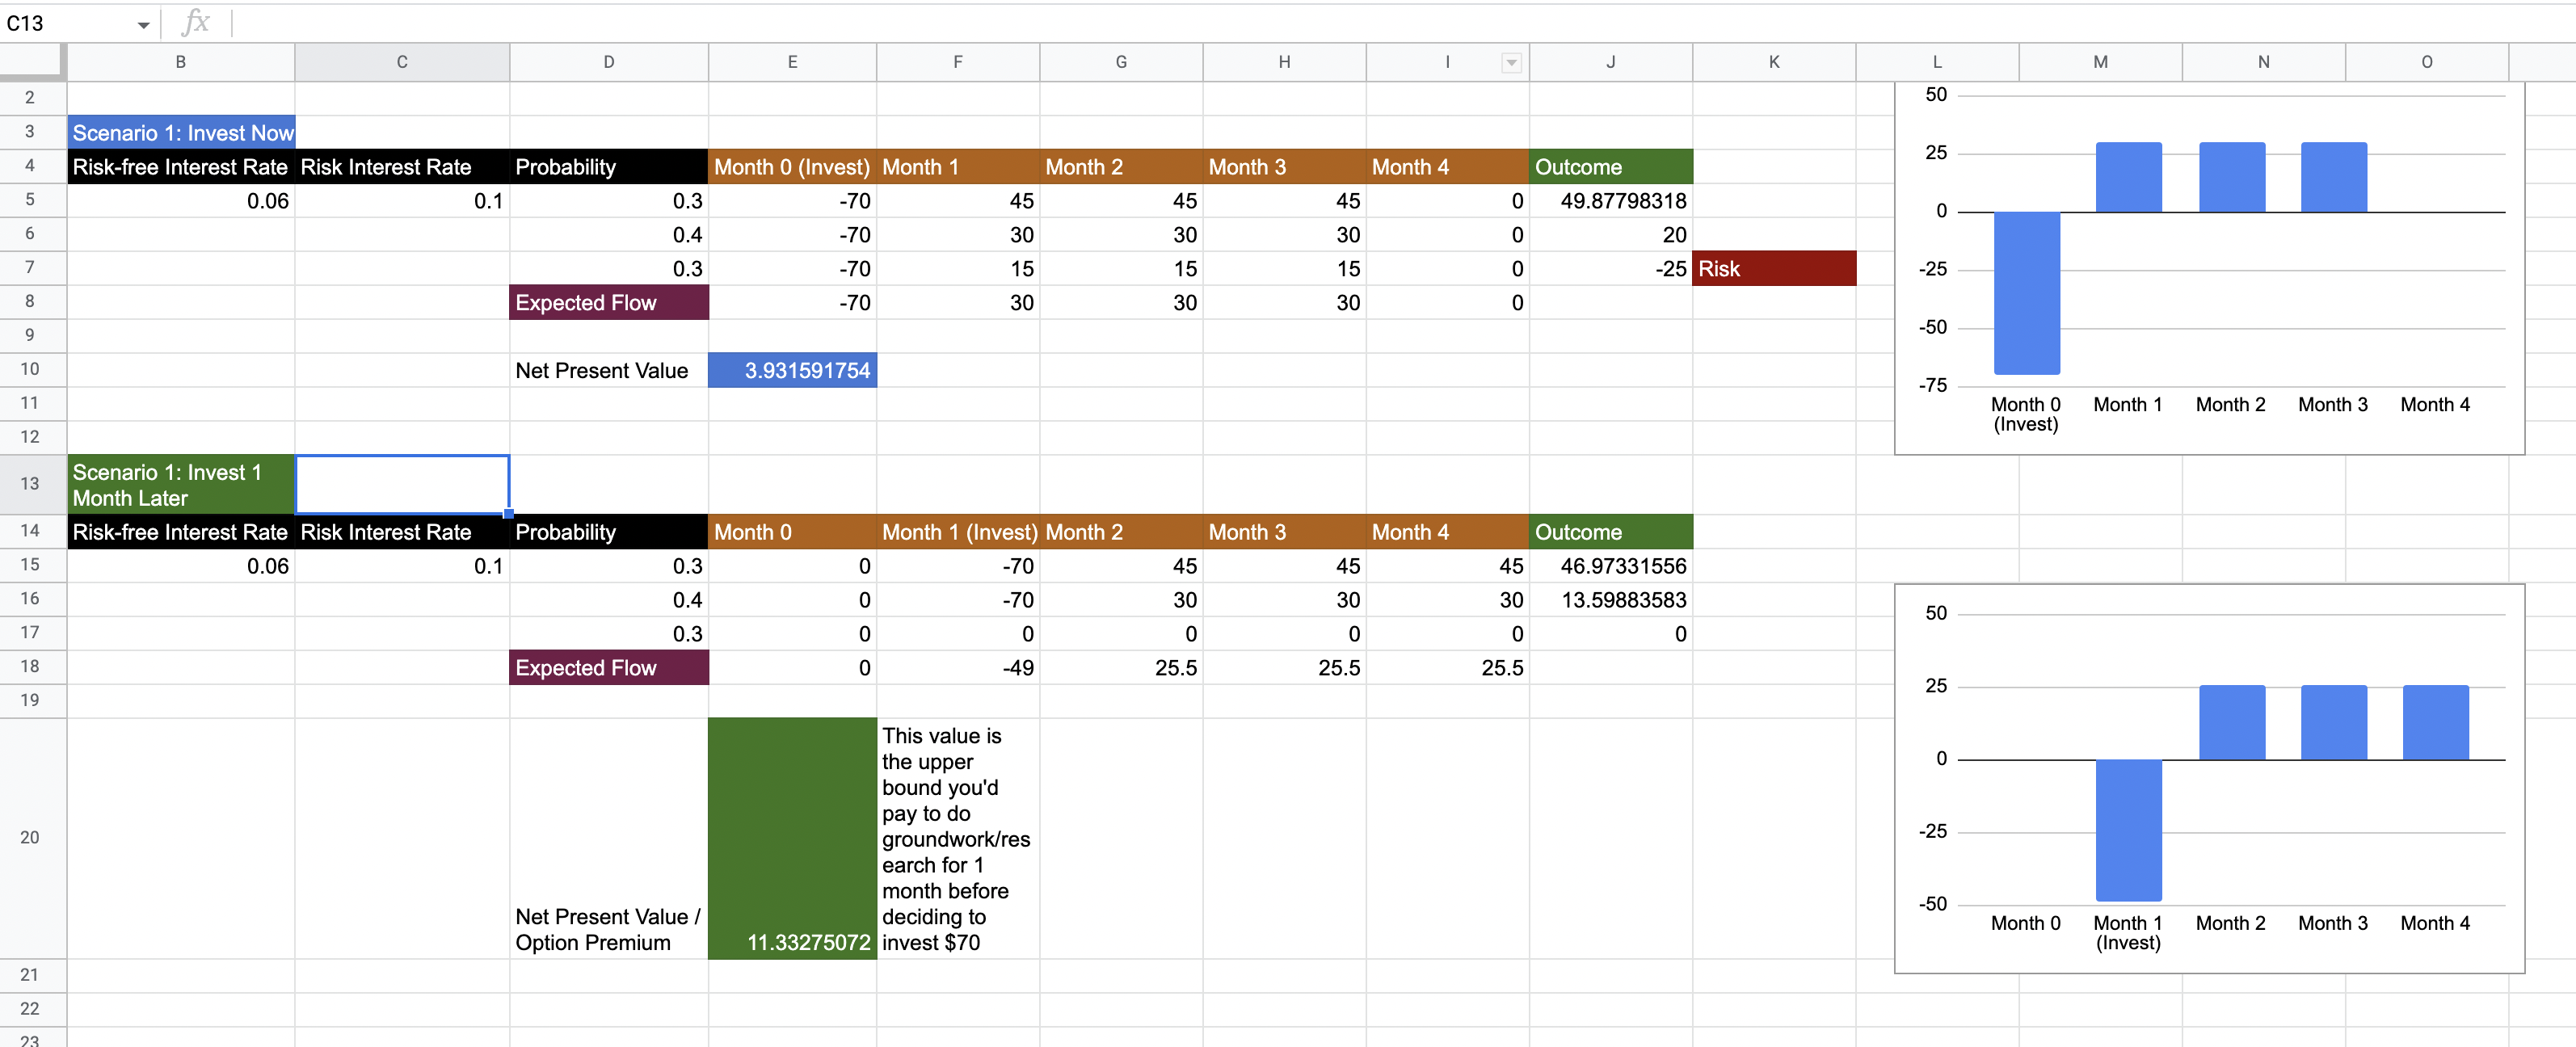 C13 fx
B C D E F G H I J K L M N O
2
3 Scenario 1: Invest Now
4 Risk-free Interest Rate Risk Interest Rate Probability Month 0 (Invest) Month 1 Month 2 Month 3 Month 4 Outcome
5 0.06 0.1 0.3 -70 45 45 45 0 49.87798318
6 0.4 -70 30 30 30 0 20
7 0.3 -70 15 15 15 0 -25 Risk
8 Expected Flow -70 30 30 30 0
9
10 Net Present Value 3.931591754
11
12
13 Scenario 1: Invest 1
Month Later
14 Risk-free Interest Rate Risk Interest Rate Probability Month 0 Month 1 (Invest) Month 2 Month 3 Month 4 Outcome
15 0.06 0.1 0.3 0 -70 45 45 45 46.97331556
16 0.4 0 -70 30 30 30 13.59883583
17 0.3 0 0 0 0 0 0
18 Expected Flow 0 -49 25.5 25.5 25.5
19
20
Net Present Value /
Option Premium
11.33275072
This value is
the upper
bound you'd
pay to do
groundwork/res
earch for 1
month before
deciding to
invest $70
21
22
23
50
25
0
-25
-50
-75
Month 0 Month 1 Month 2 Month 3 Month 4
(Invest)
50
25
0
-25
-50
Month 0 Month 1 Month 2 Month 3 Month 4
(Invest)